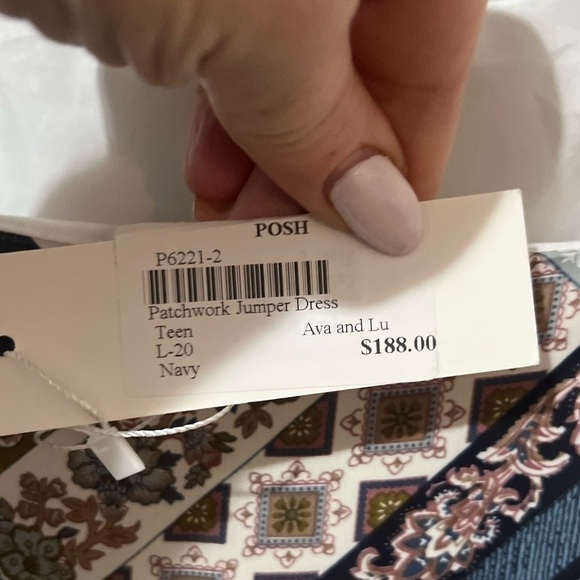 POSH
P6221-2
Patchwork Jumper Dress
Teen Ava and Lu
L-20 $188.00
Navy